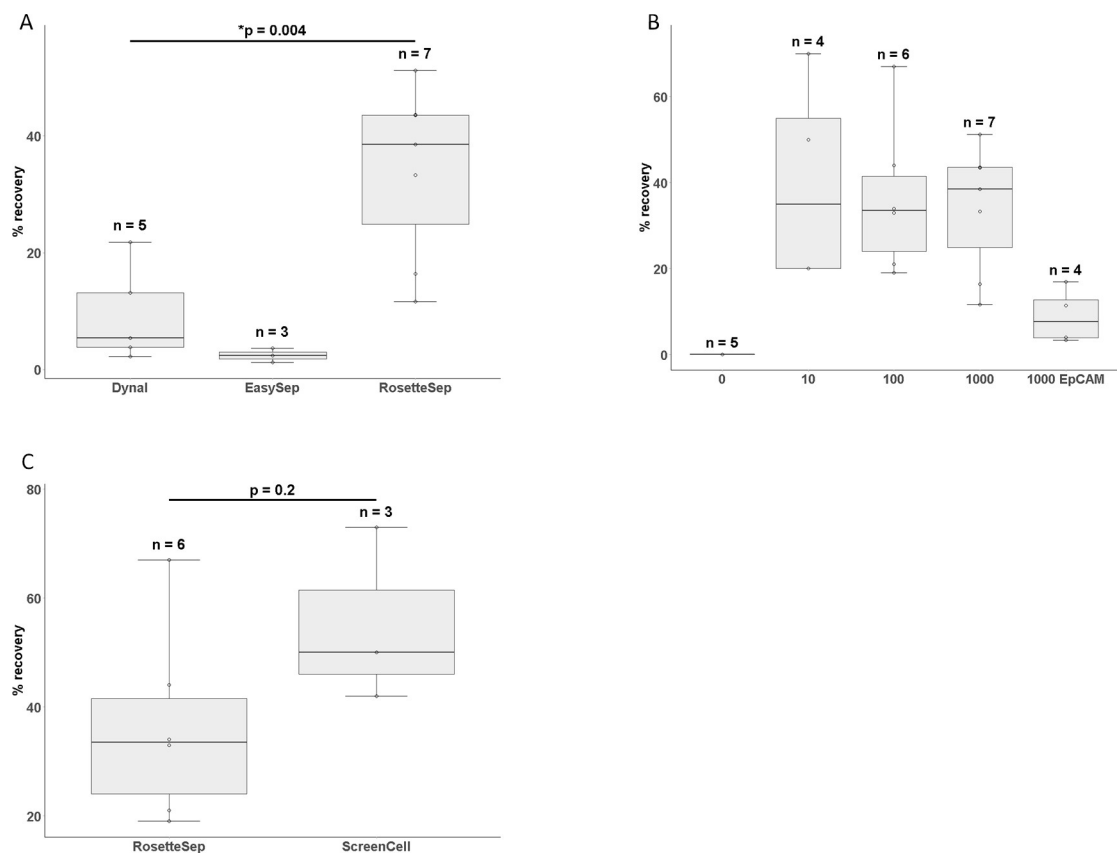 A
*p = 0.004
n = 7
n = 5
n = 3
% recovery
40
20
0
Dynal
EasySep
RosetteSep
B
n = 4
n = 6
n = 7
n = 4
n = 5
% recovery
60
40
20
0
0
10
100
1000
1000 EpCAM
C
p = 0.2
n = 3
n = 6
% recovery
80
60
40
20
RosetteSep
ScreenCell